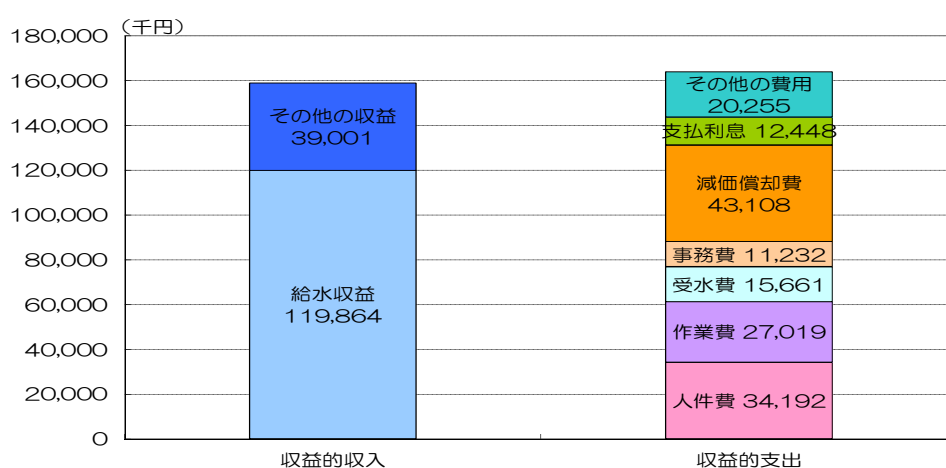 （千円）
180,000
160,000
140,000
120,000
100,000
80,000
60,000
40,000
20,000
0
その他の収益
39,001
給水収益
119,864
その他の費用
20,255
支払利息 12,448
減価償却費
43,108
事務費 11,232
受水費 15,661
作業費 27,019
人件費 34,192
収益的収入
収益的支出